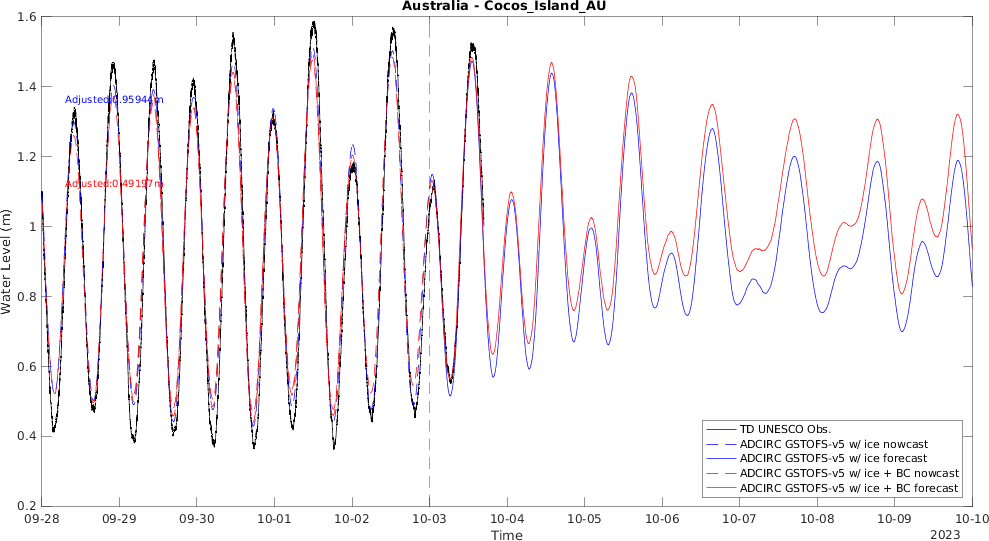 Australia - Cocos_Island_AU
1.6
1.4
1.2
1
0.8
0.6
0.4
0.2
Water Level (m)
Adjusted:0.95944m
Adjusted:0.49197m
TD UNESCO Obs.
ADCIRC GSTOFS-v5 w/ ice nowcast
ADCIRC GSTOFS-v5 w/ ice forecast
ADCIRC GSTOFS-v5 w/ ice + BC nowcast
ADCIRC GSTOFS-v5 w/ ice + BC forecast
09-28 09-29 09-30 10-01 10-02 10-03 10-04 10-05 10-06 10-07 10-08 10-09 10-10
Time
2023